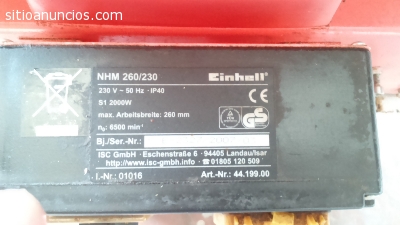 sitioanuncios.com
NHM 260/230
Einhell
230 V ~ 50 Hz · IP40
S1 2000W
max. Arbeitsbreite: 260 mm
n₀: 6500 min⁻¹
Bj./Ser.-Nr.:
ISC GmbH · Eschenstraße 6 · 94405 Landau/Isar
http://www.isc-gmbh.info · ☎ 01805 120 509
I.-Nr.: 01016 Art.-Nr.: 44.199.00